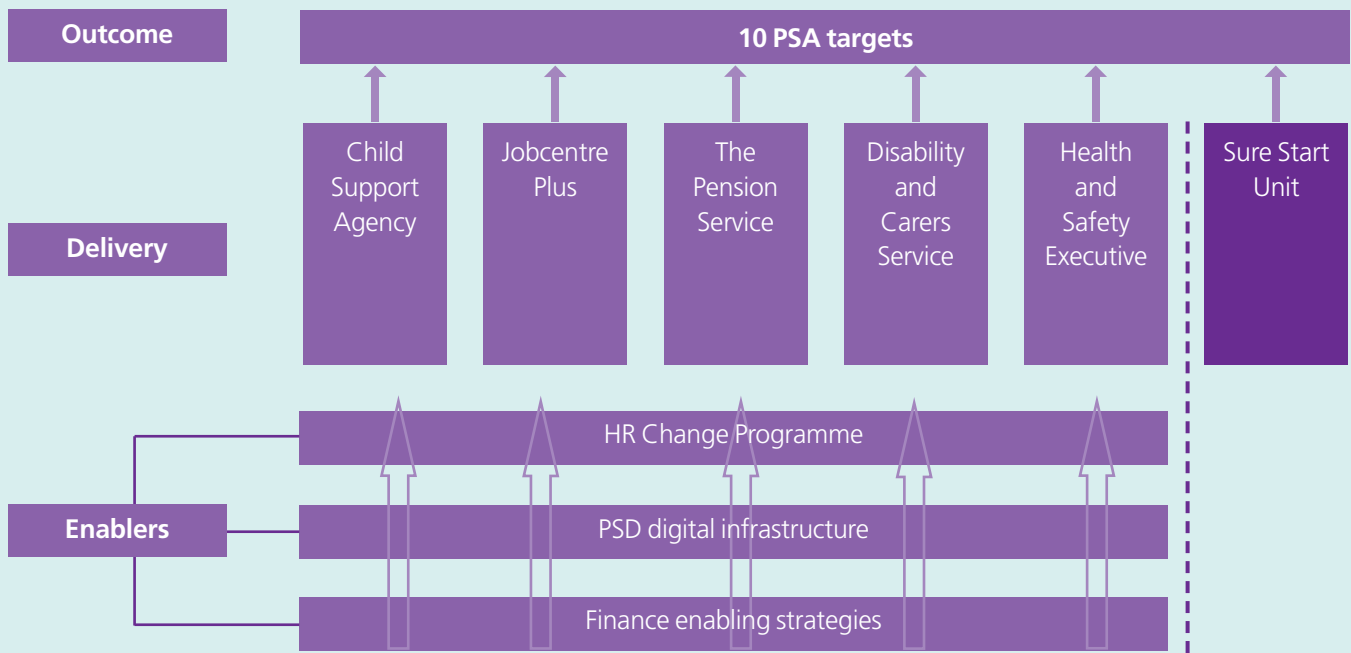 Outcome
10 PSA targets
Delivery
Child
Support
Agency
Jobcentre
Plus
The
Pension
Service
Disability
and
Carers
Service
Health
and
Safety
Executive
Sure Start
Unit
Enablers
HR Change Programme
PSD digital infrastructure
Finance enabling strategies